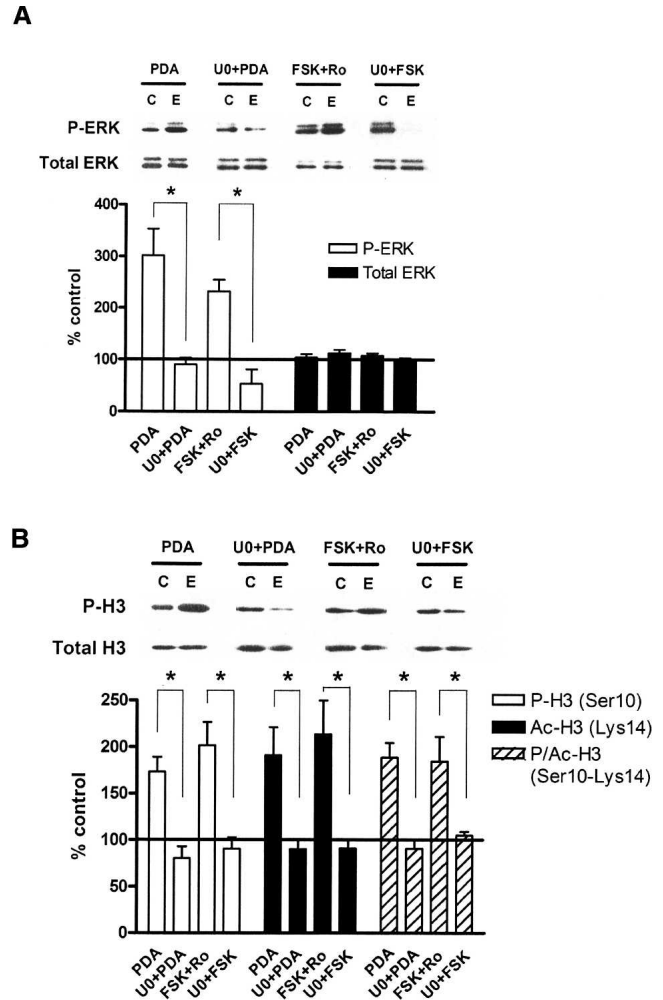 A
PDA U0+PDA FSK+Ro U0+FSK
C E C E C E C E
P-ERK
Total ERK
* *
400
300
200
100
0
% control
P-ERK
Total ERK
PDA U0+PDA FSK+Ro U0+FSK PDA U0+PDA FSK+Ro U0+FSK
B
PDA U0+PDA FSK+Ro U0+FSK
C E C E C E C E
P-H3
Total H3
* * * * * *
250
200
150
100
50
0
% control
P-H3 (Ser10)
Ac-H3 (Lys14)
P/Ac-H3
(Ser10-Lys14)
PDA U0+PDA FSK+Ro U0+FSK PDA U0+PDA FSK+Ro U0+FSK PDA U0+PDA FSK+Ro U0+FSK